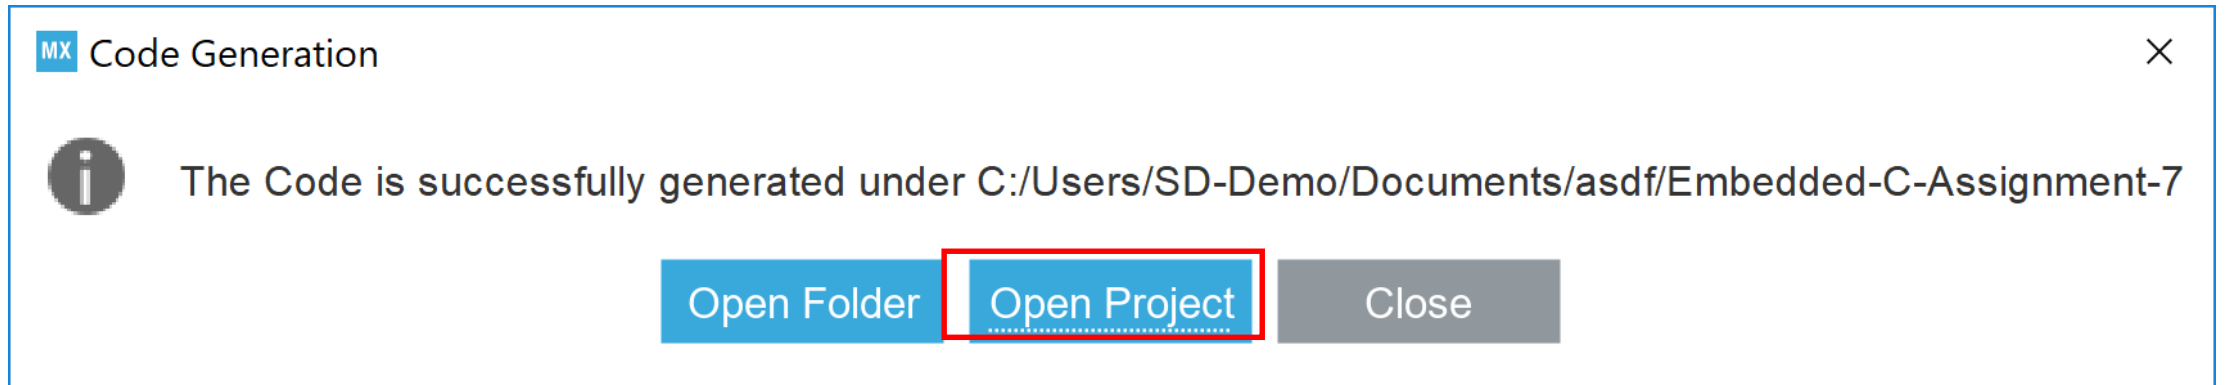 MX Code Generation
The Code is successfully generated under C:/Users/SD-Demo/Documents/asdf/Embedded-C-Assignment-7
Open Folder Open Project Close